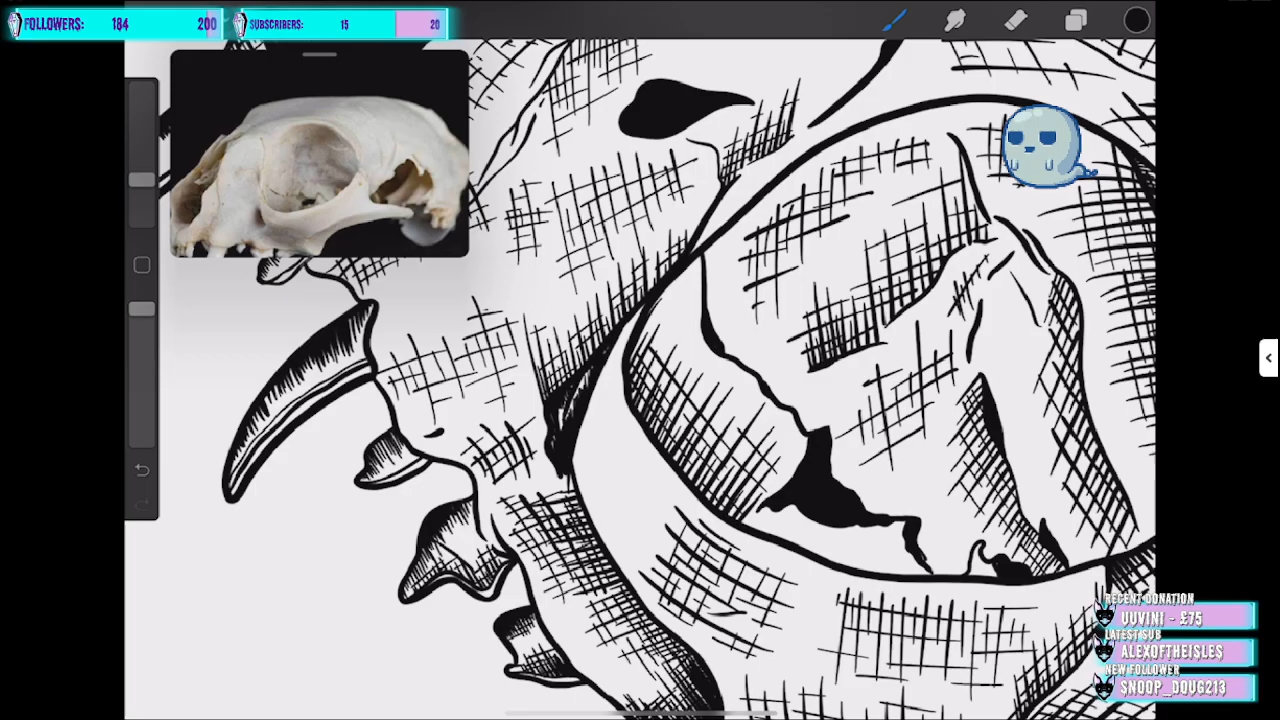 FOLLOWERS: 184 200
SUBSCRIBERS: 15 20
RECENT DONATION
UUVINI - £75
LATEST SUB
ALEXOFTHEISLES
NEW FOLLOWER
SNOOP_DOUG213